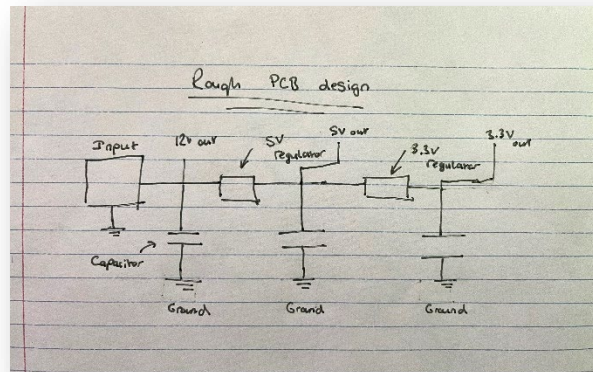 Rough PCB design
Input
12v out
5V regulator
5V out
3.3V regulator
3.3V out
Capacitor
Ground
Ground
Ground